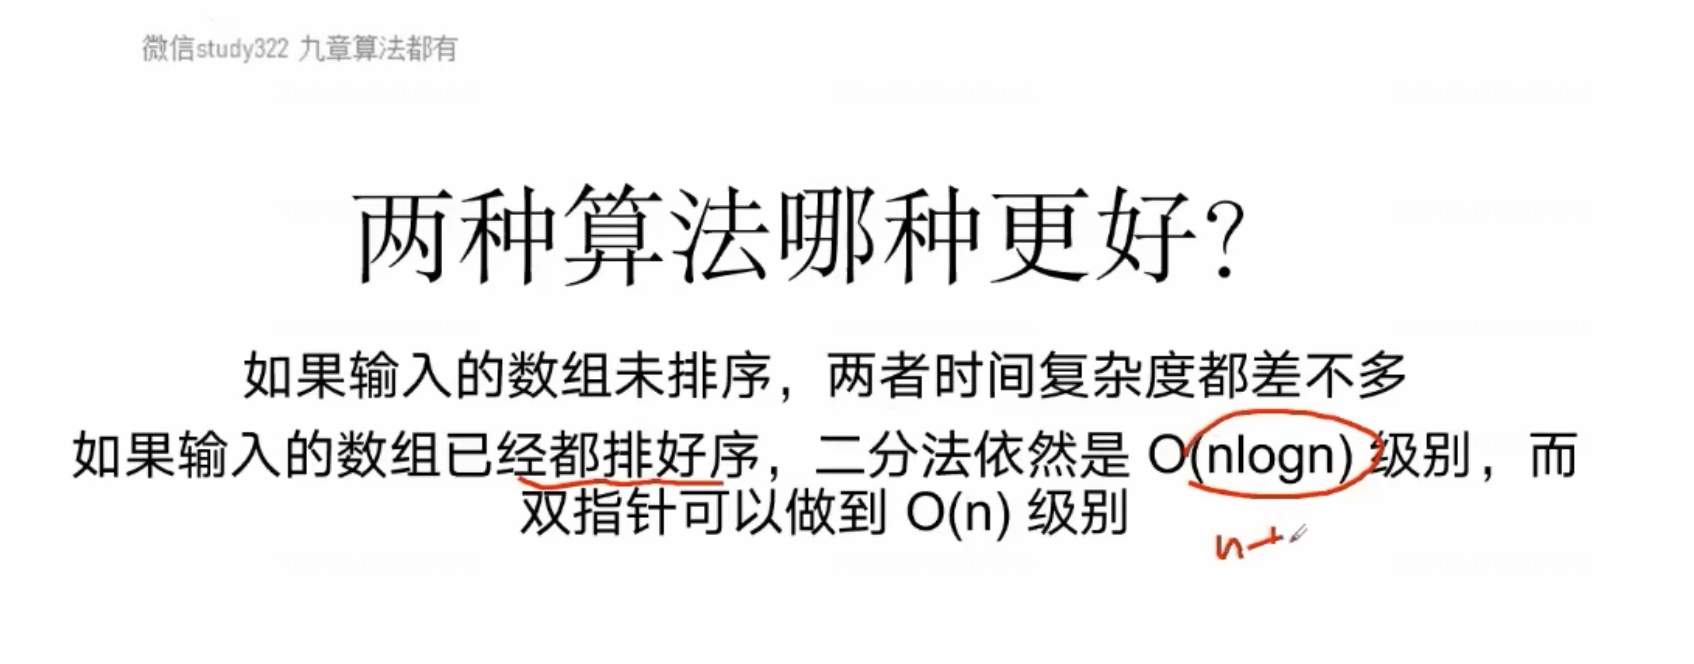 微信study322 九章算法都有
两种算法哪种更好?
如果输入的数组未排序，两者时间复杂度都差不多
如果输入的数组已经都排好序，二分法依然是 O(nlogn) 级别，而
双指针可以做到 O(n) 级别
n+